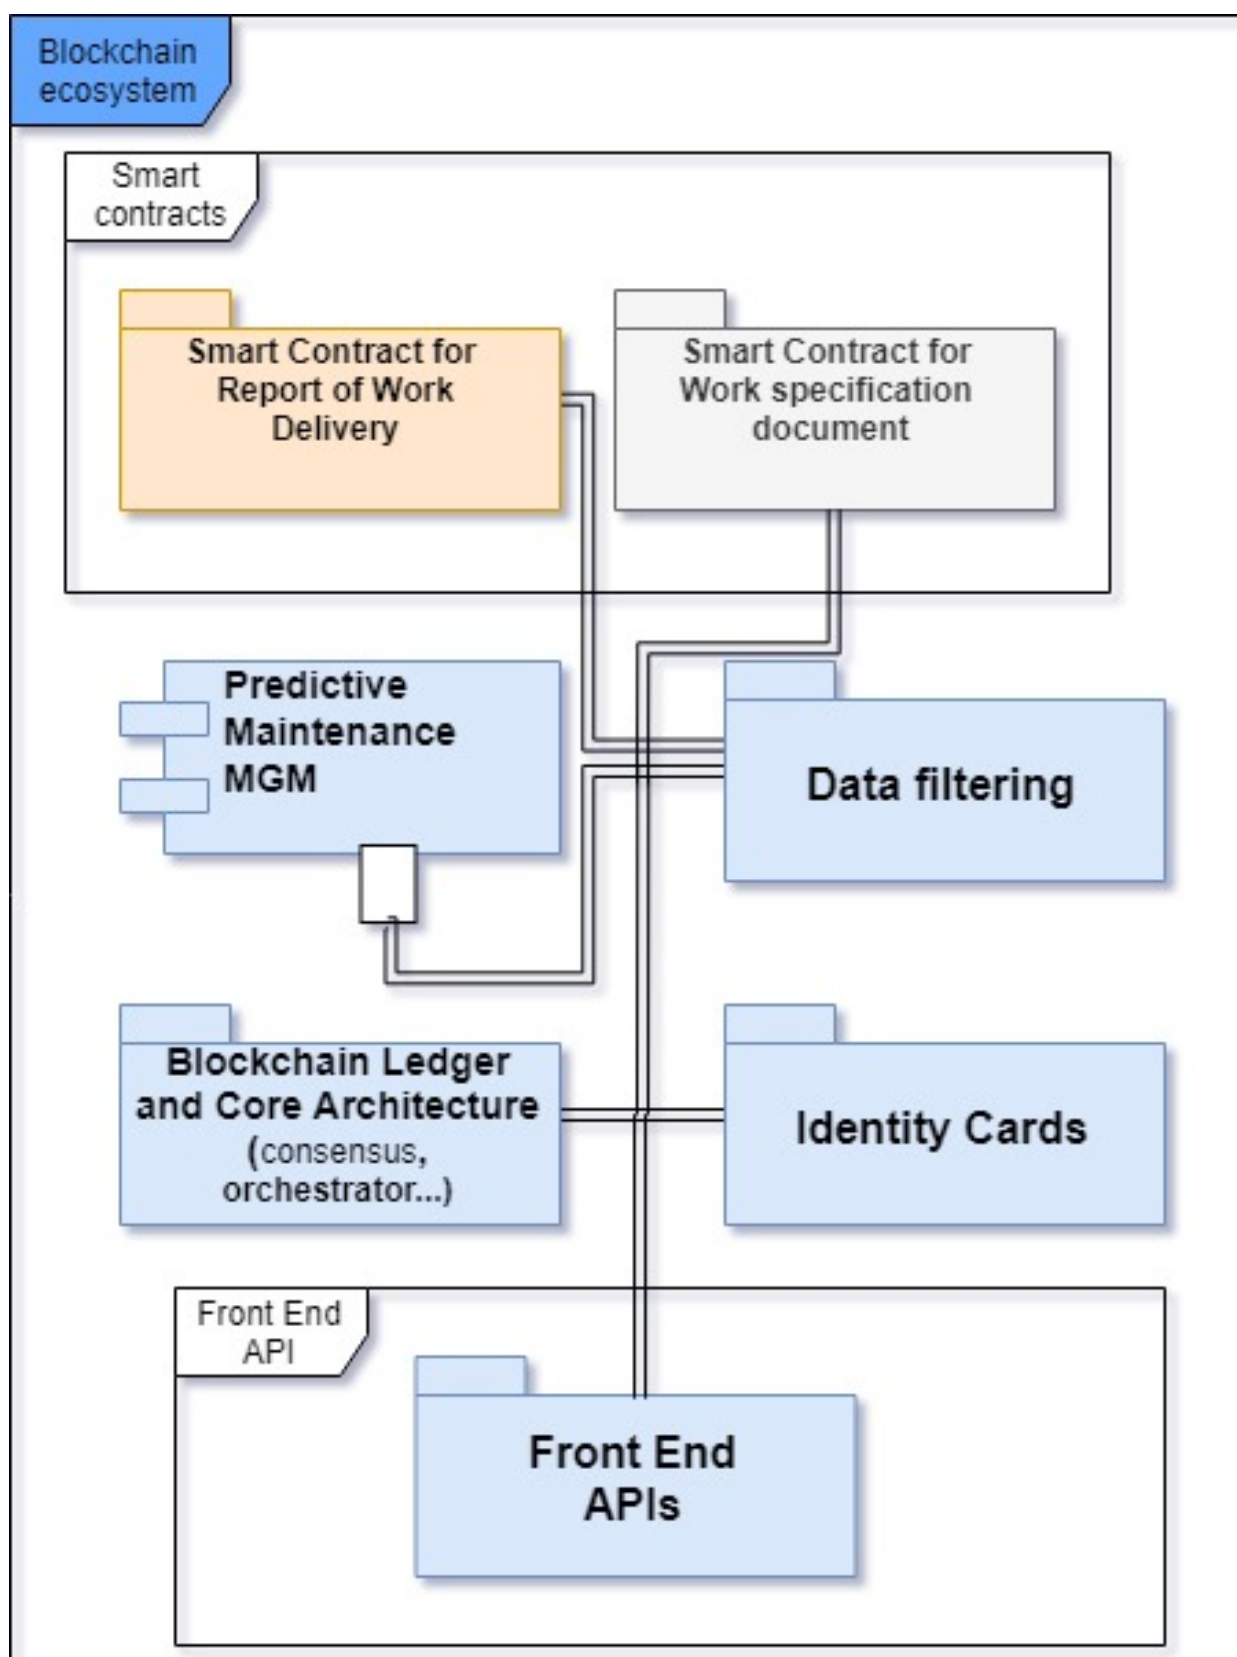 Blockchain
ecosystem
Smart
contracts
Smart Contract for
Report of Work
Delivery
Smart Contract for
Work specification
document
Predictive
Maintenance
MGM
Data filtering
Blockchain Ledger
and Core Architecture
(consensus,
orchestrator...)
Identity Cards
Front End
API
Front End
APIs